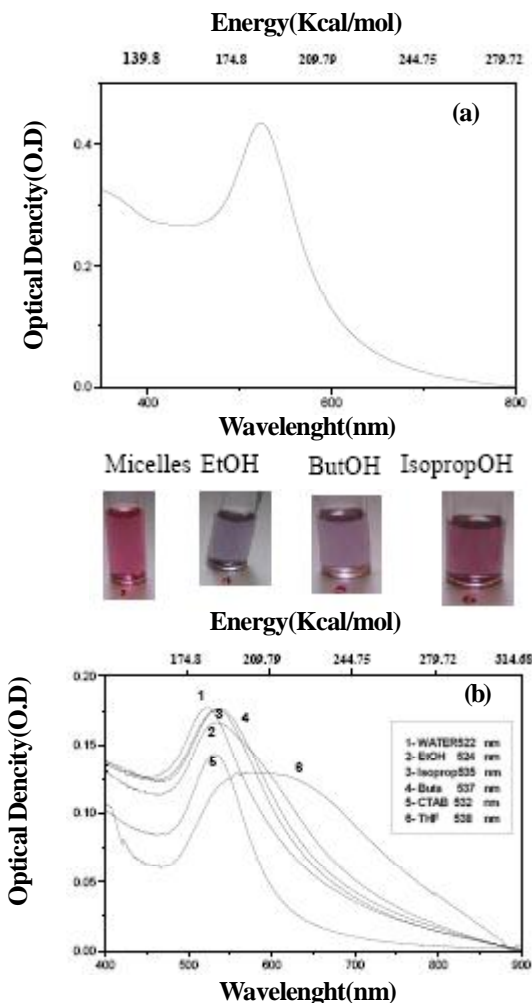 Energy(Kcal/mol)
139.8 174.8 209.79 244.75 279.72
(a)
Optical Dencity(O.D)
0.4
0.2
0.0
400 600 800
Wavelenght(nm)
Micelles EtOH ButOH IsopropOH
Energy(Kcal/mol)
174.8 209.79 244.75 279.72 314.68
(b)
Optical Dencity(O.D)
0.20
0.15
0.10
0.05
0.00
1
3
4
2
5
6
1- WATER522 nm
2- EtOH 524 nm
3- Isoprop535 nm
4- Buta 537 nm
5- CTAB 532 nm
6- THF 538 nm
400 500 600 700 800 900
Wavelenght(nm)